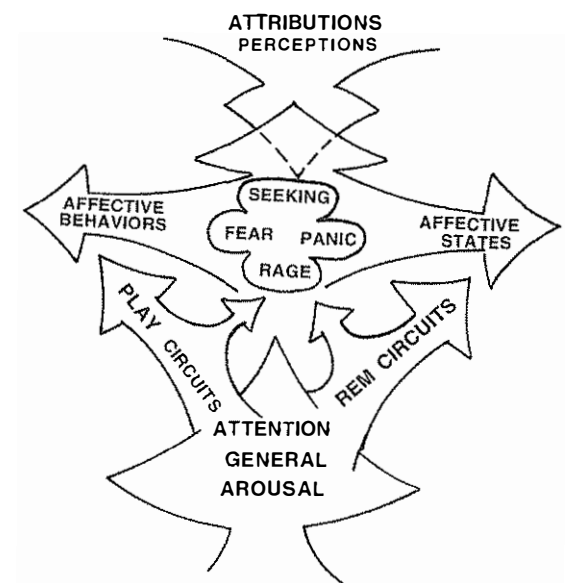 ATTRIBUTIONS
PERCEPTIONS
SEEKING
AFFECTIVE
BEHAVIORS
FEAR PANIC
AFFECTIVE
STATES
RAGE
PLAY CIRCUITS
REM CIRCUITS
ATTENTION
GENERAL
AROUSAL